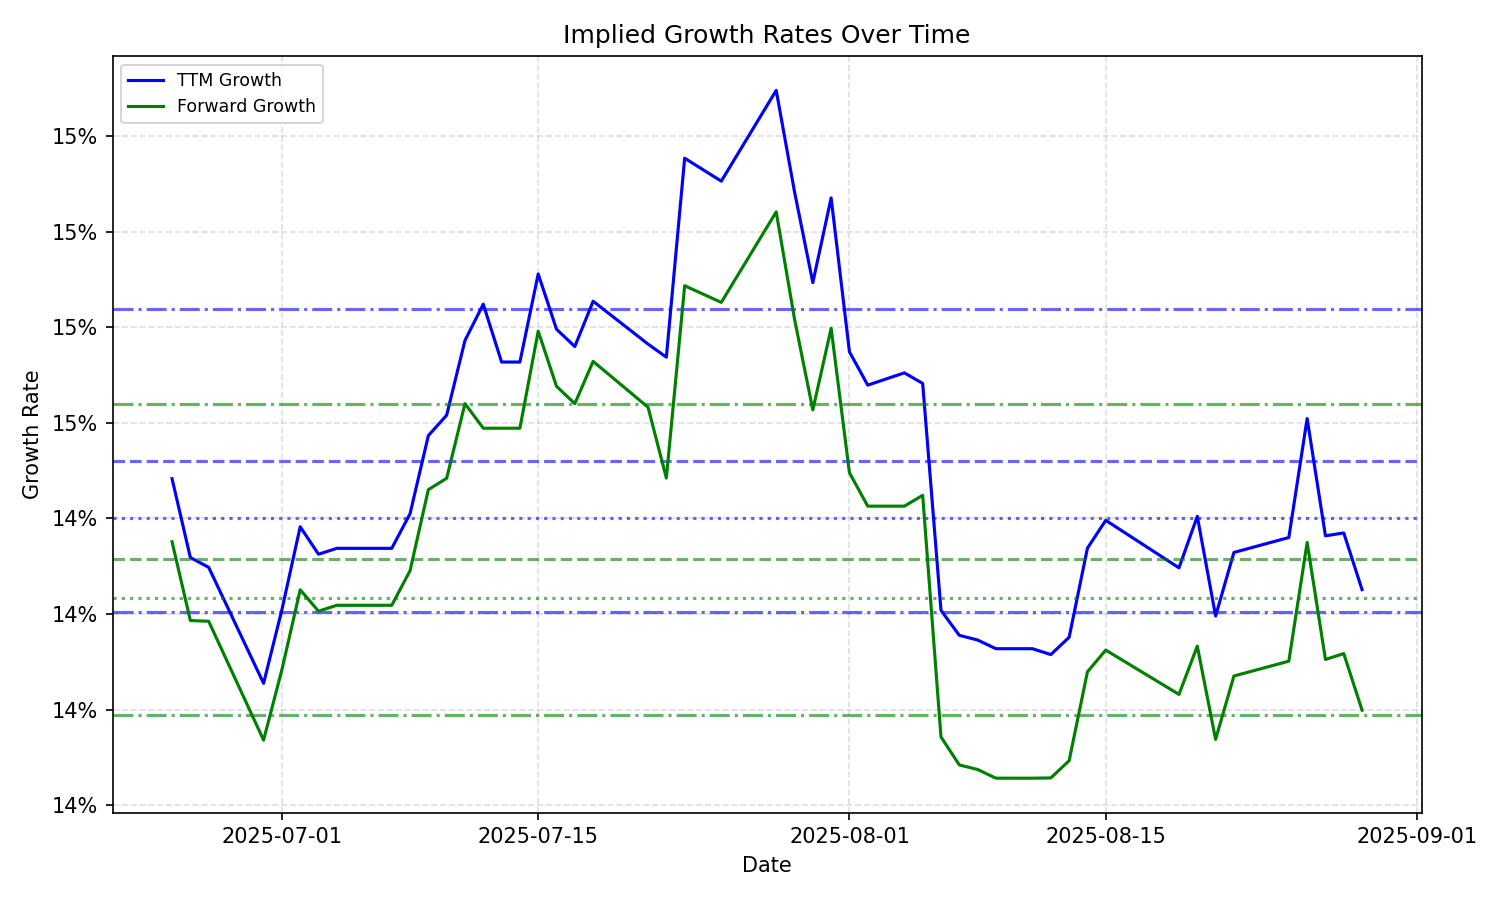 Implied Growth Rates Over Time
TTM Growth
Forward Growth
Growth Rate
15%
15%
15%
15%
14%
14%
14%
14%
2025-07-01
2025-07-15
2025-08-01
2025-08-15
2025-09-01
Date